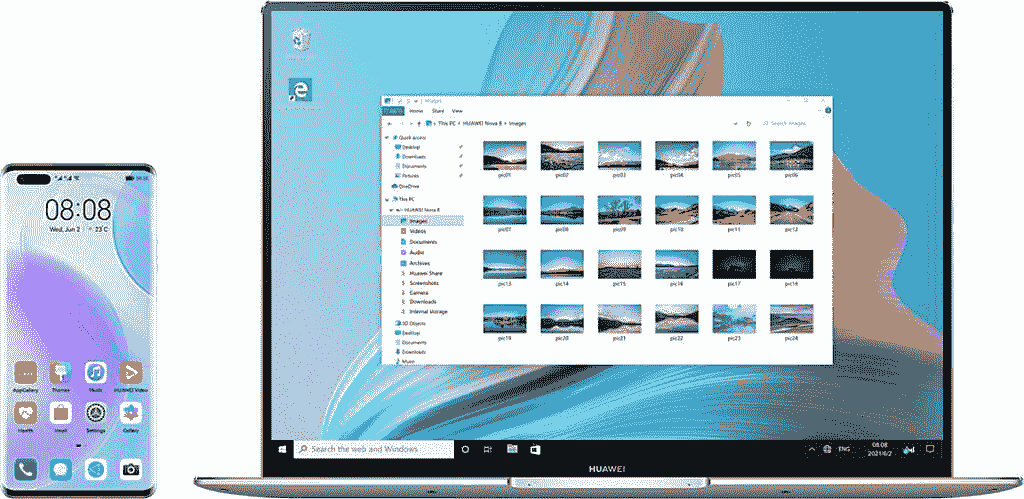 08:08
Wed, Jun 2
23°C
AppGallery Themes Music HUAWEI Video
Health Email Settings Gallery
Images
Home Share View
This PC > HUAWEI Nova 8 > Images
Search Images
Quick access
Desktop
Downloads
Documents
Pictures
OneDrive
This PC
HUAWEI Nova 8
Images
Videos
Documents
Audio
Archives
Huawei Share
Screenshots
Camera
Downloads
Internal storage
3D Objects
Desktop
Documents
Downloads
Music
pic01 pic02 pic03 pic04 pic05 pic06
pic07 pic08 pic09 pic10 pic11 pic12
pic13 pic14 pic15 pic16 pic17 pic18
pic19 pic20 pic21 pic22 pic23 pic24
Search the web and Windows
ENG
08:08
2021/6/2
HUAWEI